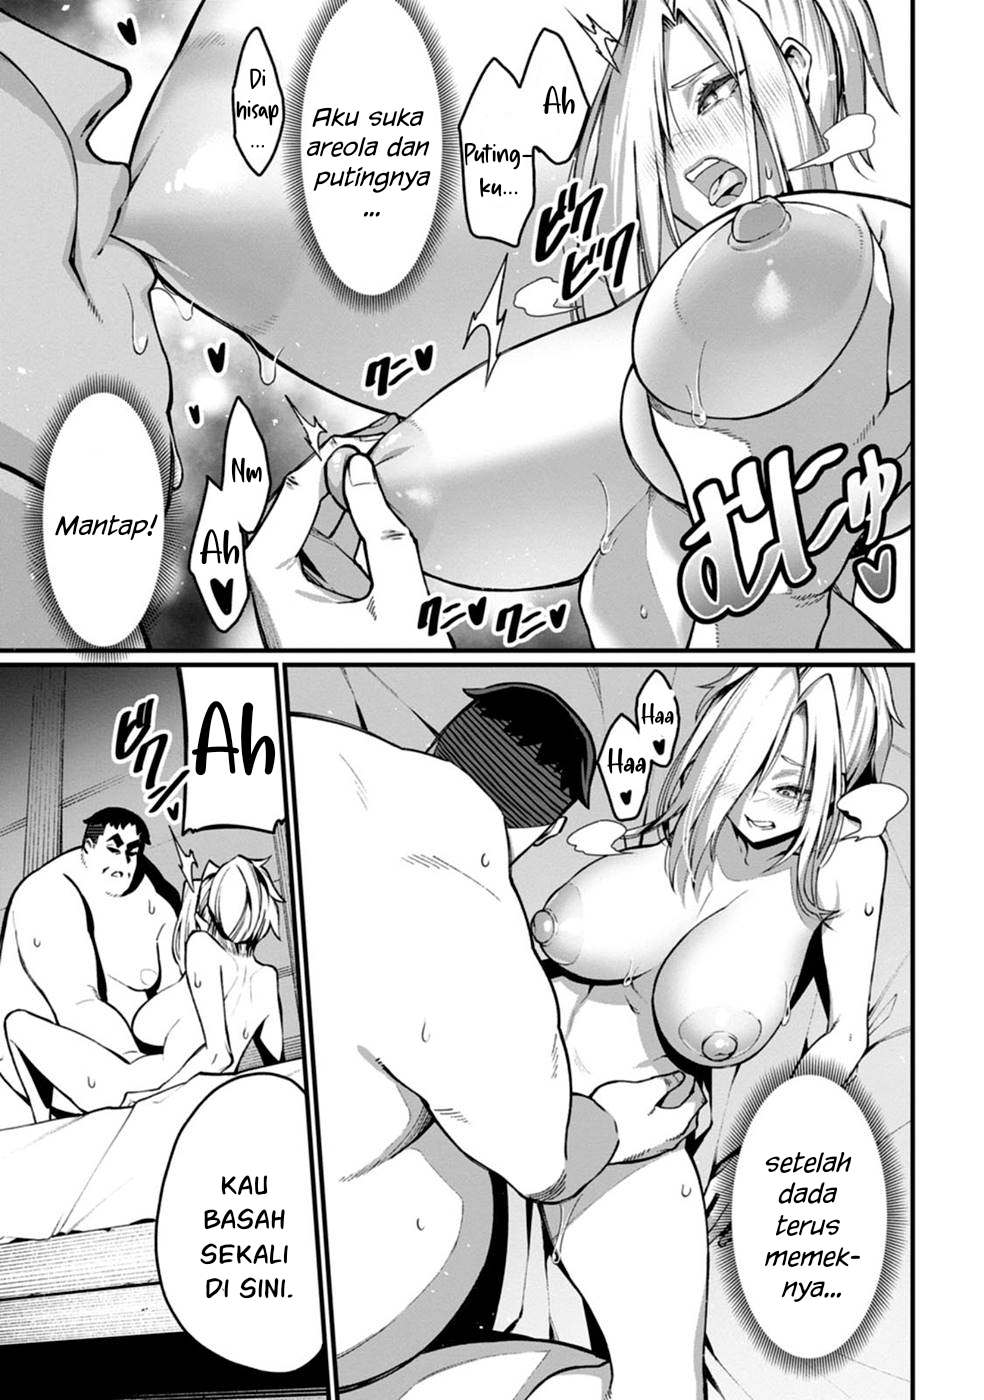 Ah
Puting-
ku...
Di
hisap
...
Aku suka
areola dan
putingnya
...
ビク
ビク
クニ♥
Nm
Ah
♥
Mantap!
むに〜ゅ♥
クニ♥
クニ♥
Haa
♥
Haa
♥
setelah
dada
terus
memek-
nya...
Ah
ビクッ
KAU
BASAH
SEKALI
DI SINI.